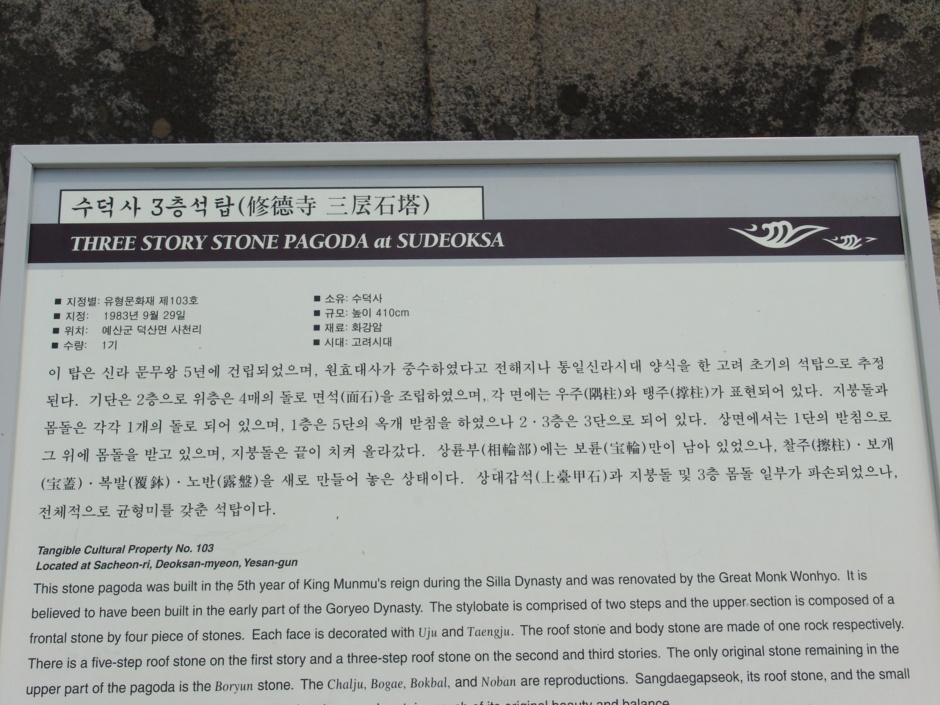 수덕사 3층석탑(修德寺 三层石塔)
THREE STORY STONE PAGODA at SUDEOKSA
■ 지정별: 유형문화재 제103호
■ 지정: 1983년 9월 29일
■ 위치: 예산군 덕산면 사천리
■ 수량: 1기
■ 소유: 수덕사
■ 규모: 높이 410cm
■ 재료: 화강암
■ 시대: 고려시대
이 탑은 신라 문무왕 5년에 건립되었으며, 원효대사가 중수하였다고 전해지나 통일신라시대 양식을 한 고려 초기의 석탑으로 추정
된다. 기단은 2층으로 위층은 4매의 돌로 면석(面石)을 조립하였으며, 각 면에는 우주(隅柱)와 탱주(撐柱)가 표현되어 있다. 지붕돌과
몸돌은 각각 1개의 돌로 되어 있으며, 1층은 5단의 옥개 받침을 하였으나 2·3층은 3단으로 되어 있다. 상면에서는 1단의 받침으로
그 위에 몸돌을 받고 있으며, 지붕돌은 끝이 치켜 올라갔다. 상륜부(相輪部)에는 보륜(宝輪)만이 남아 있었으나, 찰주(擦柱)·보개
(宝蓋)·복발(覆鉢)·노반(露盤)을 새로 만들어 놓은 상태이다. 상대갑석(上臺甲石)과 지붕돌 및 3층 몸돌 일부가 파손되었으나,
전체적으로 균형미를 갖춘 석탑이다.
Tangible Cultural Property No. 103
Located at Sacheon-ri, Deoksan-myeon, Yesan-gun
This stone pagoda was built in the 5th year of King Munmu's reign during the Silla Dynasty and was renovated by the Great Monk Wonhyo. It is
believed to have been built in the early part of the Goryeo Dynasty. The stylobate is comprised of two steps and the upper section is composed of a
frontal stone by four piece of stones. Each face is decorated with Uju and Taengju. The roof stone and body stone are made of one rock respectively.
There is a five-step roof stone on the first story and a three-step roof stone on the second and third stories. The only original stone remaining in the
upper part of the pagoda is the Boryun stone. The Chalju, Bogae, Bokbal, and Noban are reproductions. Sangdaegapseok, its roof stone, and the small
of its original beauty and balance.